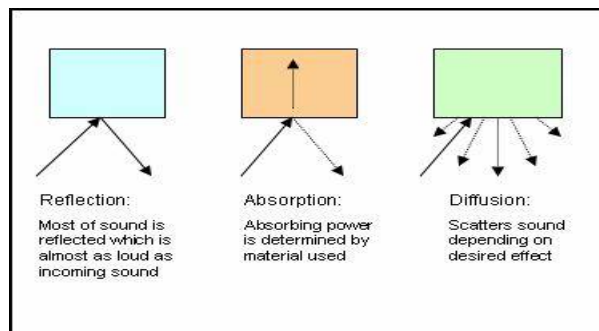 Reflection:
Most of sound is
reflected which is
almost as loud as
incoming sound
Absorption:
Absorbing power
is determined by
material used
Diffusion:
Scatters sound
depending on
desired effect